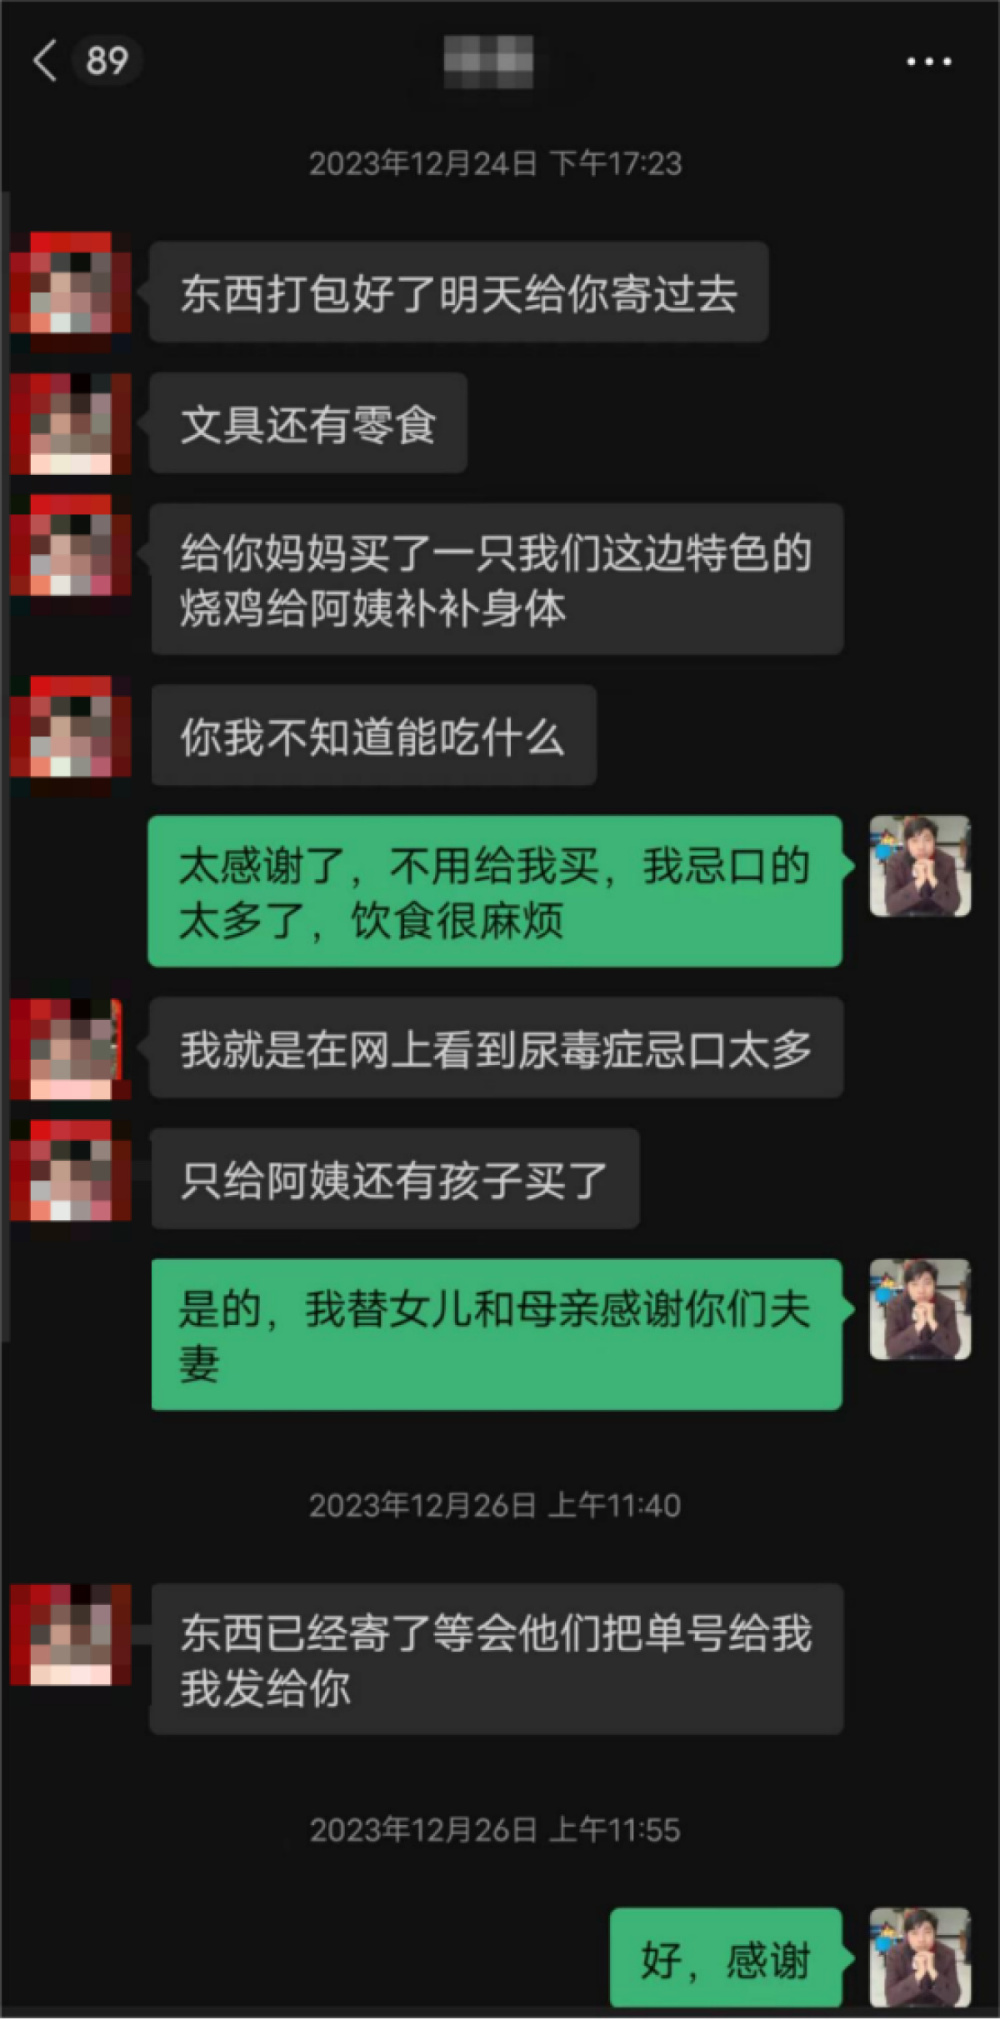 89
2023年12月24日 下午17:23
东西打包好了明天给你寄过去
文具还有零食
给你妈妈买了一只我们这边特色的
烧鸡给阿姨补补身体
你我不知道能吃什么
太感谢了，不用给我买，我忌口的
太多了，饮食很麻烦
我就是在网上看到尿毒症忌口太多
只给阿姨还有孩子买了
是的，我替女儿和母亲感谢你们夫
妻
2023年12月26日 上午11:40
东西已经寄了等会他们把单号给我
我发给你
2023年12月26日 上午11:55
好，感谢